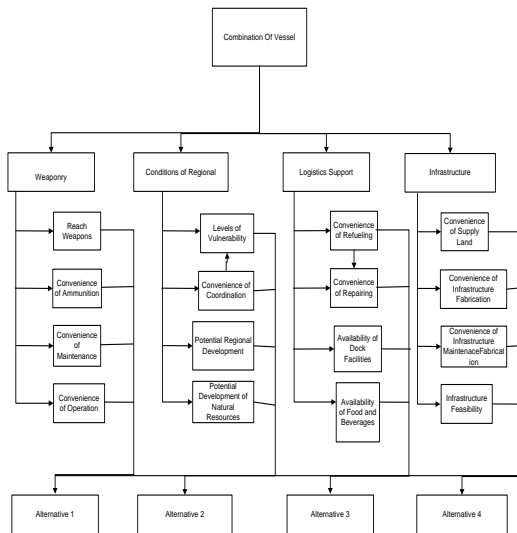 Combination Of Vessel
Weaponry
Conditions of Regional
Logistics Support
Infrastructure
Reach
Weapons
Convenience
of Ammunition
Convenience
of
Maintenance
Convenience
of Operation
Levels of
Vulnerability
Convenience of
Coordination
Potential Regional
Development
Potential
Development of
Natural
Resources
Convenience
of Refueling
Convenience
of Repairing
Availability of
Dock
Facilities
Availability
of Food and
Beverages
Convenience
of Supply
Land
Convenience of
Infrastructure
Fabrication
Convenience of
Infrastructure
MaintenaceFabricat
ion
Infrastructure
Feasibility
Alternative 1
Alternative 2
Alternative 3
Alternative 4